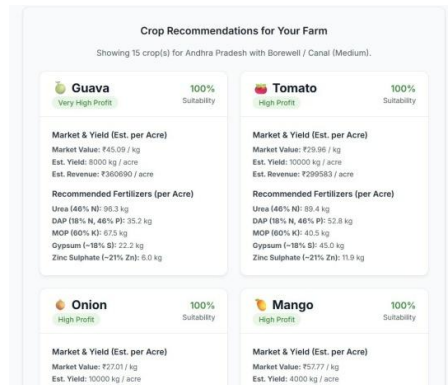 Crop Recommendations for Your Farm
Showing 15 crop(s) for Andhra Pradesh with Borewell / Canal (Medium).
Guava
100%
Very High Profit
Suitability
Market & Yield (Est. per Acre)
Market Value: ₹45.09 / kg
Est. Yield: 8000 kg / acre
Est. Revenue: ₹360690 / acre
Recommended Fertilizers (per Acre)
Urea (46% N): 96.3 kg
DAP (18% N, 46% P): 35.2 kg
MOP (60% K): 67.5 kg
Gypsum (~18% S): 22.2 kg
Zinc Sulphate (~21% Zn): 6.0 kg
Tomato
100%
High Profit
Suitability
Market & Yield (Est. per Acre)
Market Value: ₹29.96 / kg
Est. Yield: 10000 kg / acre
Est. Revenue: ₹299583 / acre
Recommended Fertilizers (per Acre)
Urea (46% N): 89.4 kg
DAP (18% N, 46% P): 52.8 kg
MOP (60% K): 40.5 kg
Gypsum (~18% S): 45.0 kg
Zinc Sulphate (~21% Zn): 11.9 kg
Onion
100%
High Profit
Suitability
Market & Yield (Est. per Acre)
Market Value: ₹27.01 / kg
Est. Yield: 10000 kg / acre
Mango
100%
High Profit
Suitability
Market & Yield (Est. per Acre)
Market Value: ₹57.77 / kg
Est. Yield: 4000 kg / acre